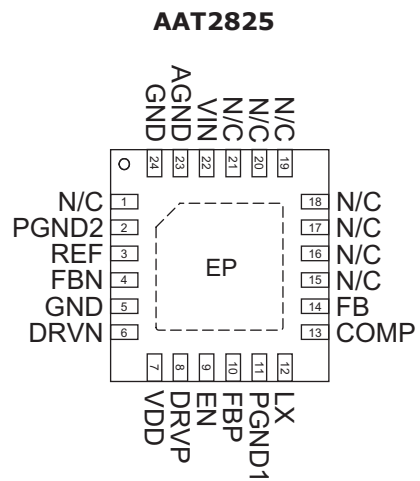 AAT2825
GND
AGND
VIN
N/C
N/C
N/C
24
23
22
21
20
19
N/C 1
PGND2 2
REF 3
FBN 4
GND 5
DRVN 6
EP
18 N/C
17 N/C
16 N/C
15 N/C
14 FB
13 COMP
7
8
9
10
11
12
VDD
DRVP
EN
FBP
PGND1
LX